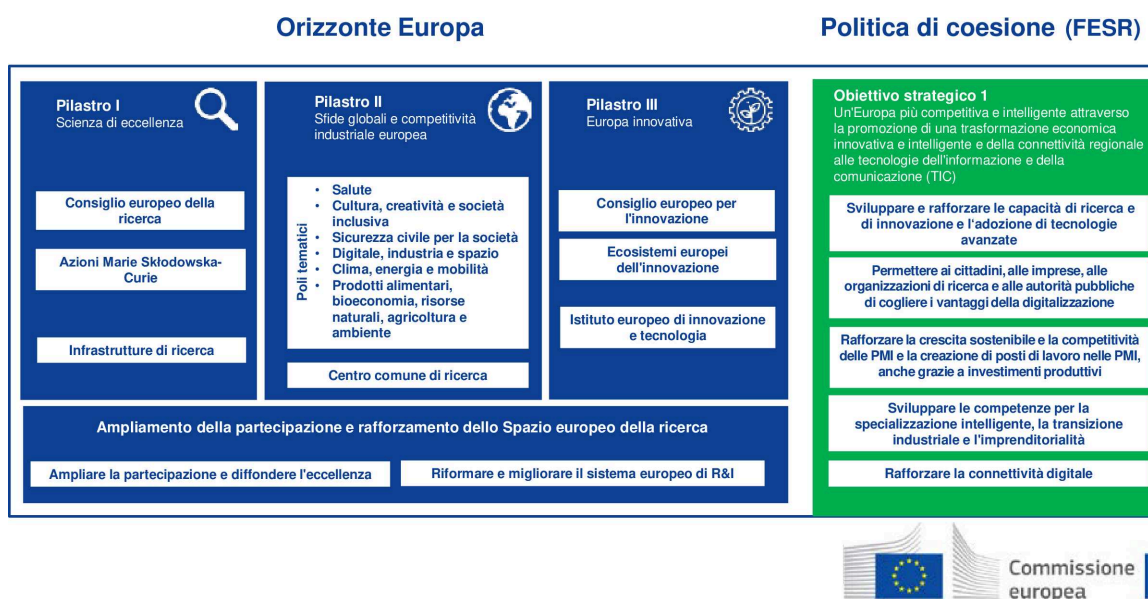 Orizzonte Europa
Politica di coesione (FESR)
Pilastro I
Scienza di eccellenza
Consiglio europeo della
ricerca
Azioni Marie Skłodowska-
Curie
Infrastrutture di ricerca
Pilastro II
Sfide globali e competitività
industriale europea
Poli tematici
• Salute
• Cultura, creatività e società
inclusiva
• Sicurezza civile per la società
• Digitale, industria e spazio
• Clima, energia e mobilità
• Prodotti alimentari,
bioeconomia, risorse
naturali, agricoltura e
ambiente
Centro comune di ricerca
Pilastro III
Europa innovativa
Consiglio europeo per
l'innovazione
Ecosistemi europei
dell'innovazione
Istituto europeo di innovazione
e tecnologia
Ampliamento della partecipazione e rafforzamento dello Spazio europeo della ricerca
Ampliare la partecipazione e diffondere l'eccellenza
Riformare e migliorare il sistema europeo di R&I
Obiettivo strategico 1
Un'Europa più competitiva e intelligente attraverso
la promozione di una trasformazione economica
innovativa e intelligente e della connettività regionale
alle tecnologie dell'informazione e della
comunicazione (TIC)
Sviluppare e rafforzare le capacità di ricerca e
di innovazione e l'adozione di tecnologie
avanzate
Permettere ai cittadini, alle imprese, alle
organizzazioni di ricerca e alle autorità pubbliche
di cogliere i vantaggi della digitalizzazione
Rafforzare la crescita sostenibile e la competitività
delle PMI e la creazione di posti di lavoro nelle PMI,
anche grazie a investimenti produttivi
Sviluppare le competenze per la
specializzazione intelligente, la transizione
industriale e l'imprenditorialità
Rafforzare la connettività digitale
Commissione
europea